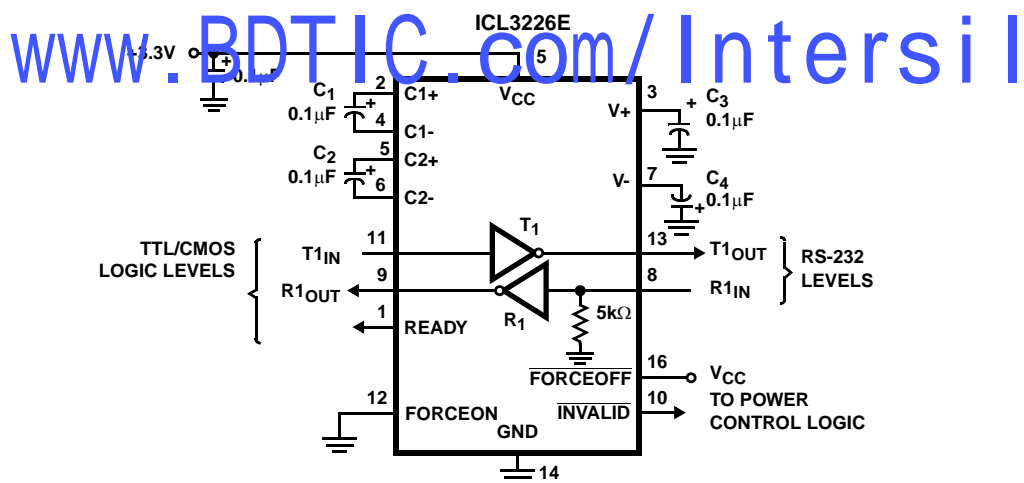 ICL3226E
www.BDTIC.com/Intersil
+3.3V
+
0.1μF
5
VCC
C1
0.1μF
+
2
C1+
4
C1-
C2
0.1μF
+
5
C2+
6
C2-
3
V+
+
C3
0.1μF
7
V-
C4
0.1μF
+
TTL/CMOS
LOGIC LEVELS
T1IN
11
T1
13
T1OUT
RS-232
LEVELS
R1OUT
9
R1
5kΩ
8
R1IN
1
READY
FORCEOFF
16
VCC
TO POWER
CONTROL LOGIC
12
FORCEON
INVALID
10
GND
14